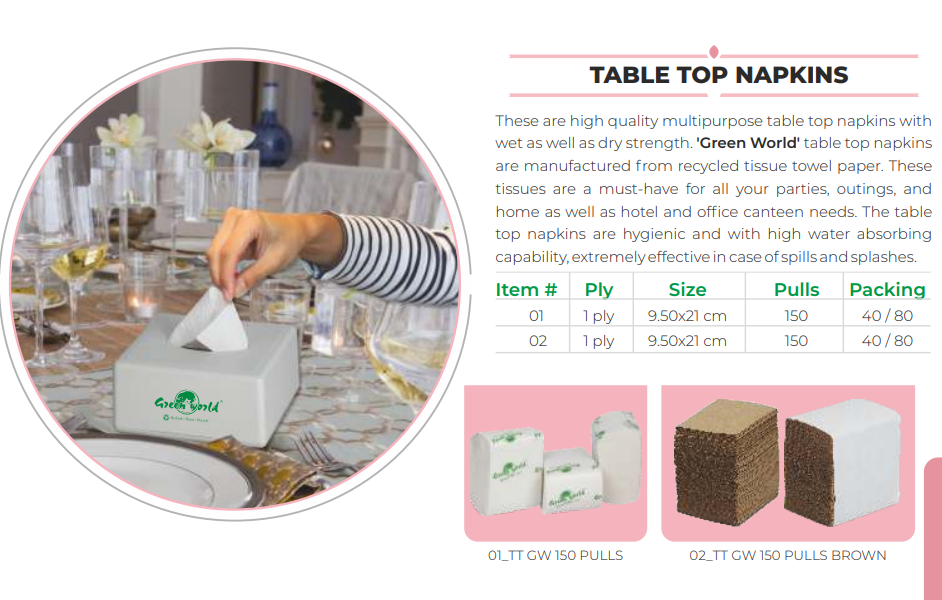 TABLE TOP NAPKINS
These are high quality multipurpose table top napkins with
wet as well as dry strength. 'Green World' table top napkins
are manufactured from recycled tissue towel paper. These
tissues are a must-have for all your parties, outings, and
home as well as hotel and office canteen needs. The table
top napkins are hygienic and with high water absorbing
capability, extremely effective in case of spills and splashes.
Item # Ply Size Pulls Packing
01 1 ply 9.50x21 cm 150 40 / 80
02 1 ply 9.50x21 cm 150 40 / 80
Green world
Green world
Green world
01_TT GW 150 PULLS
02_TT GW 150 PULLS BROWN